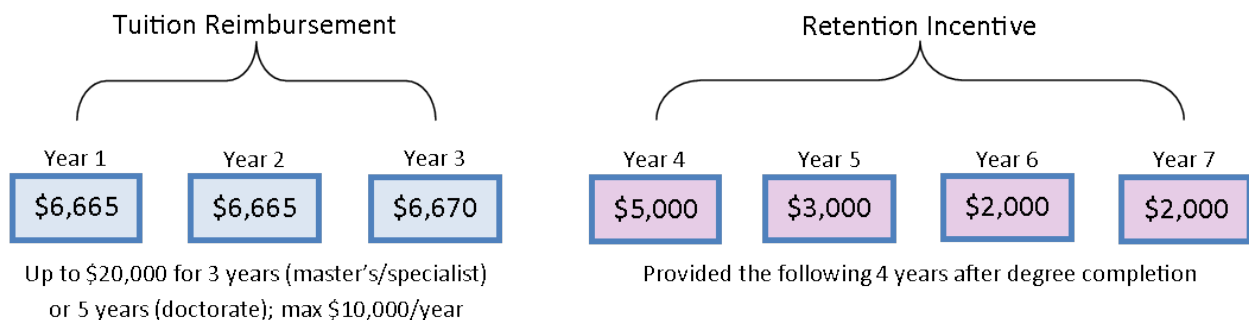 Tuition Reimbursement
Year 1
Year 2
Year 3
$6,665
$6,665
$6,670
Up to $20,000 for 3 years (master's/specialist)
or 5 years (doctorate); max $10,000/year
Retention Incentive
Year 4
Year 5
Year 6
Year 7
$5,000
$3,000
$2,000
$2,000
Provided the following 4 years after degree completion